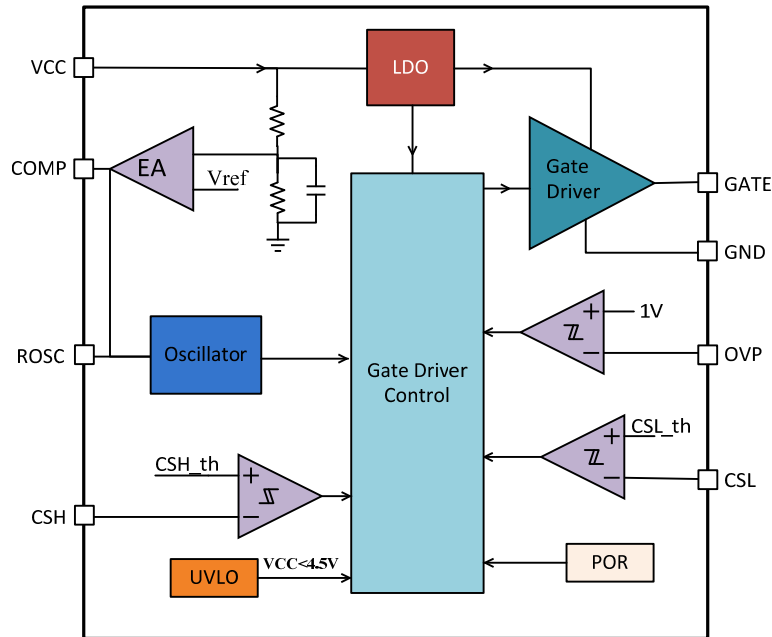 VCC
LDO
COMP
EA
Vref
Gate
Driver
GATE
GND
1V
+
−
OVP
ROSC
Oscillator
Gate Driver
Control
CSH_th
+
−
CSH
CSL_th
+
−
CSL
UVLO
VCC<4.5V
POR